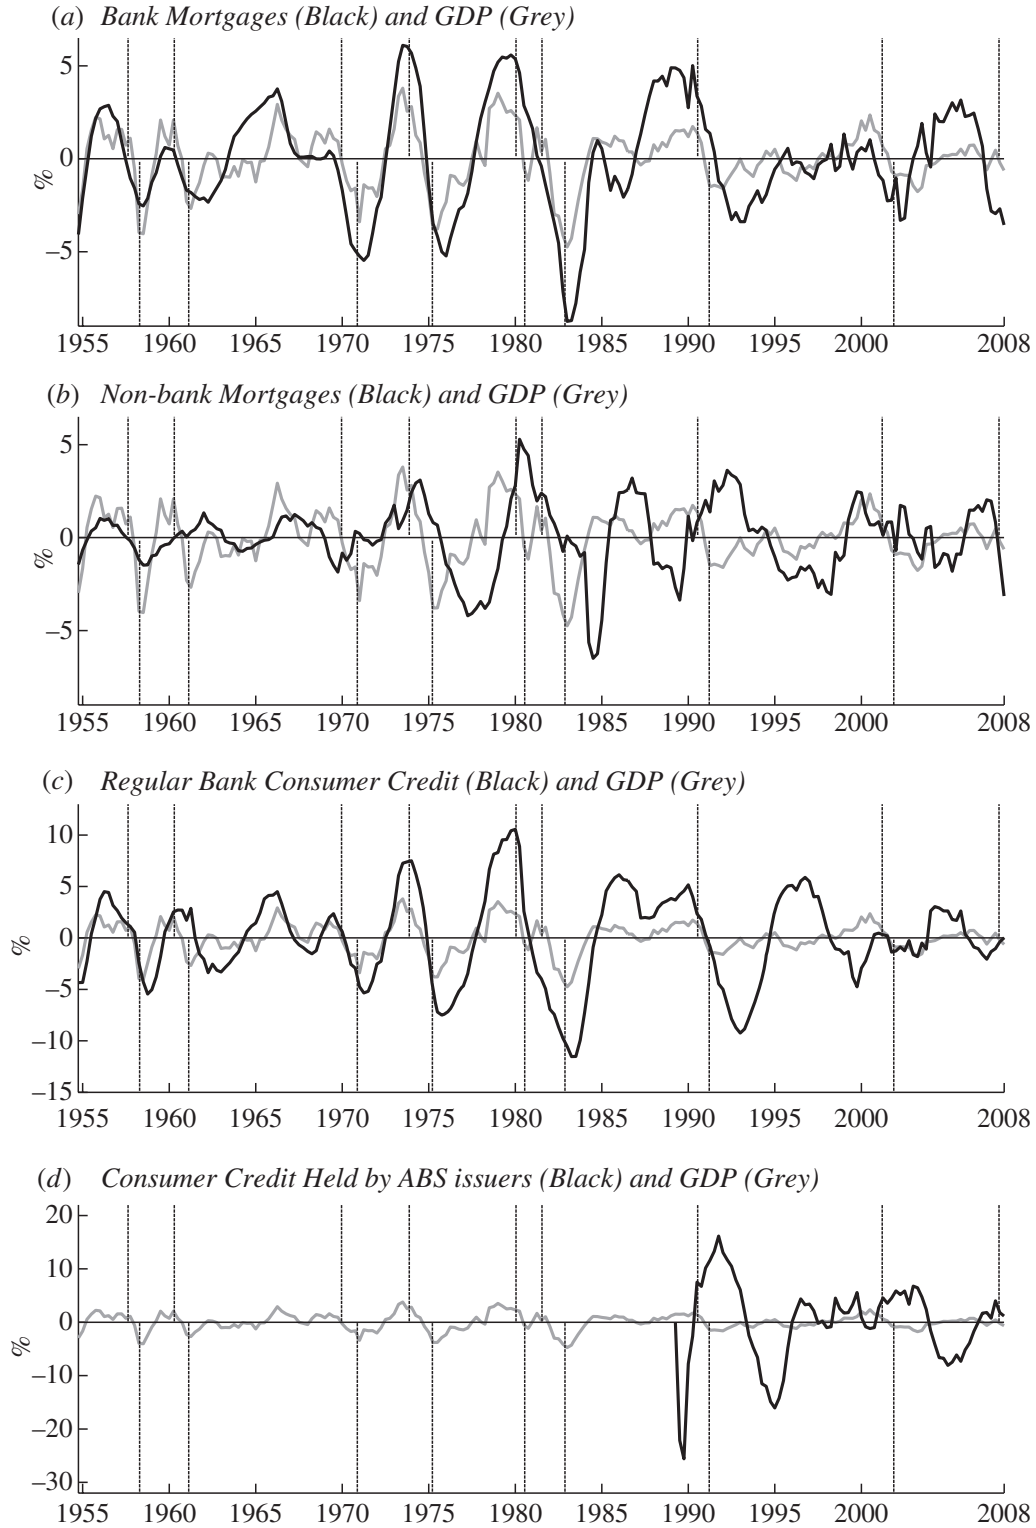 (a) Bank Mortgages (Black) and GDP (Grey)
5
0
–5
%
1955 1960 1965 1970 1975 1980 1985 1990 1995 2000 2008
(b) Non-bank Mortgages (Black) and GDP (Grey)
5
0
–5
%
1955 1960 1965 1970 1975 1980 1985 1990 1995 2000 2008
(c) Regular Bank Consumer Credit (Black) and GDP (Grey)
10
5
0
–5
–10
–15
%
1955 1960 1965 1970 1975 1980 1985 1990 1995 2000 2008
(d) Consumer Credit Held by ABS issuers (Black) and GDP (Grey)
20
10
0
–10
–20
–30
%
1955 1960 1965 1970 1975 1980 1985 1990 1995 2000 2008